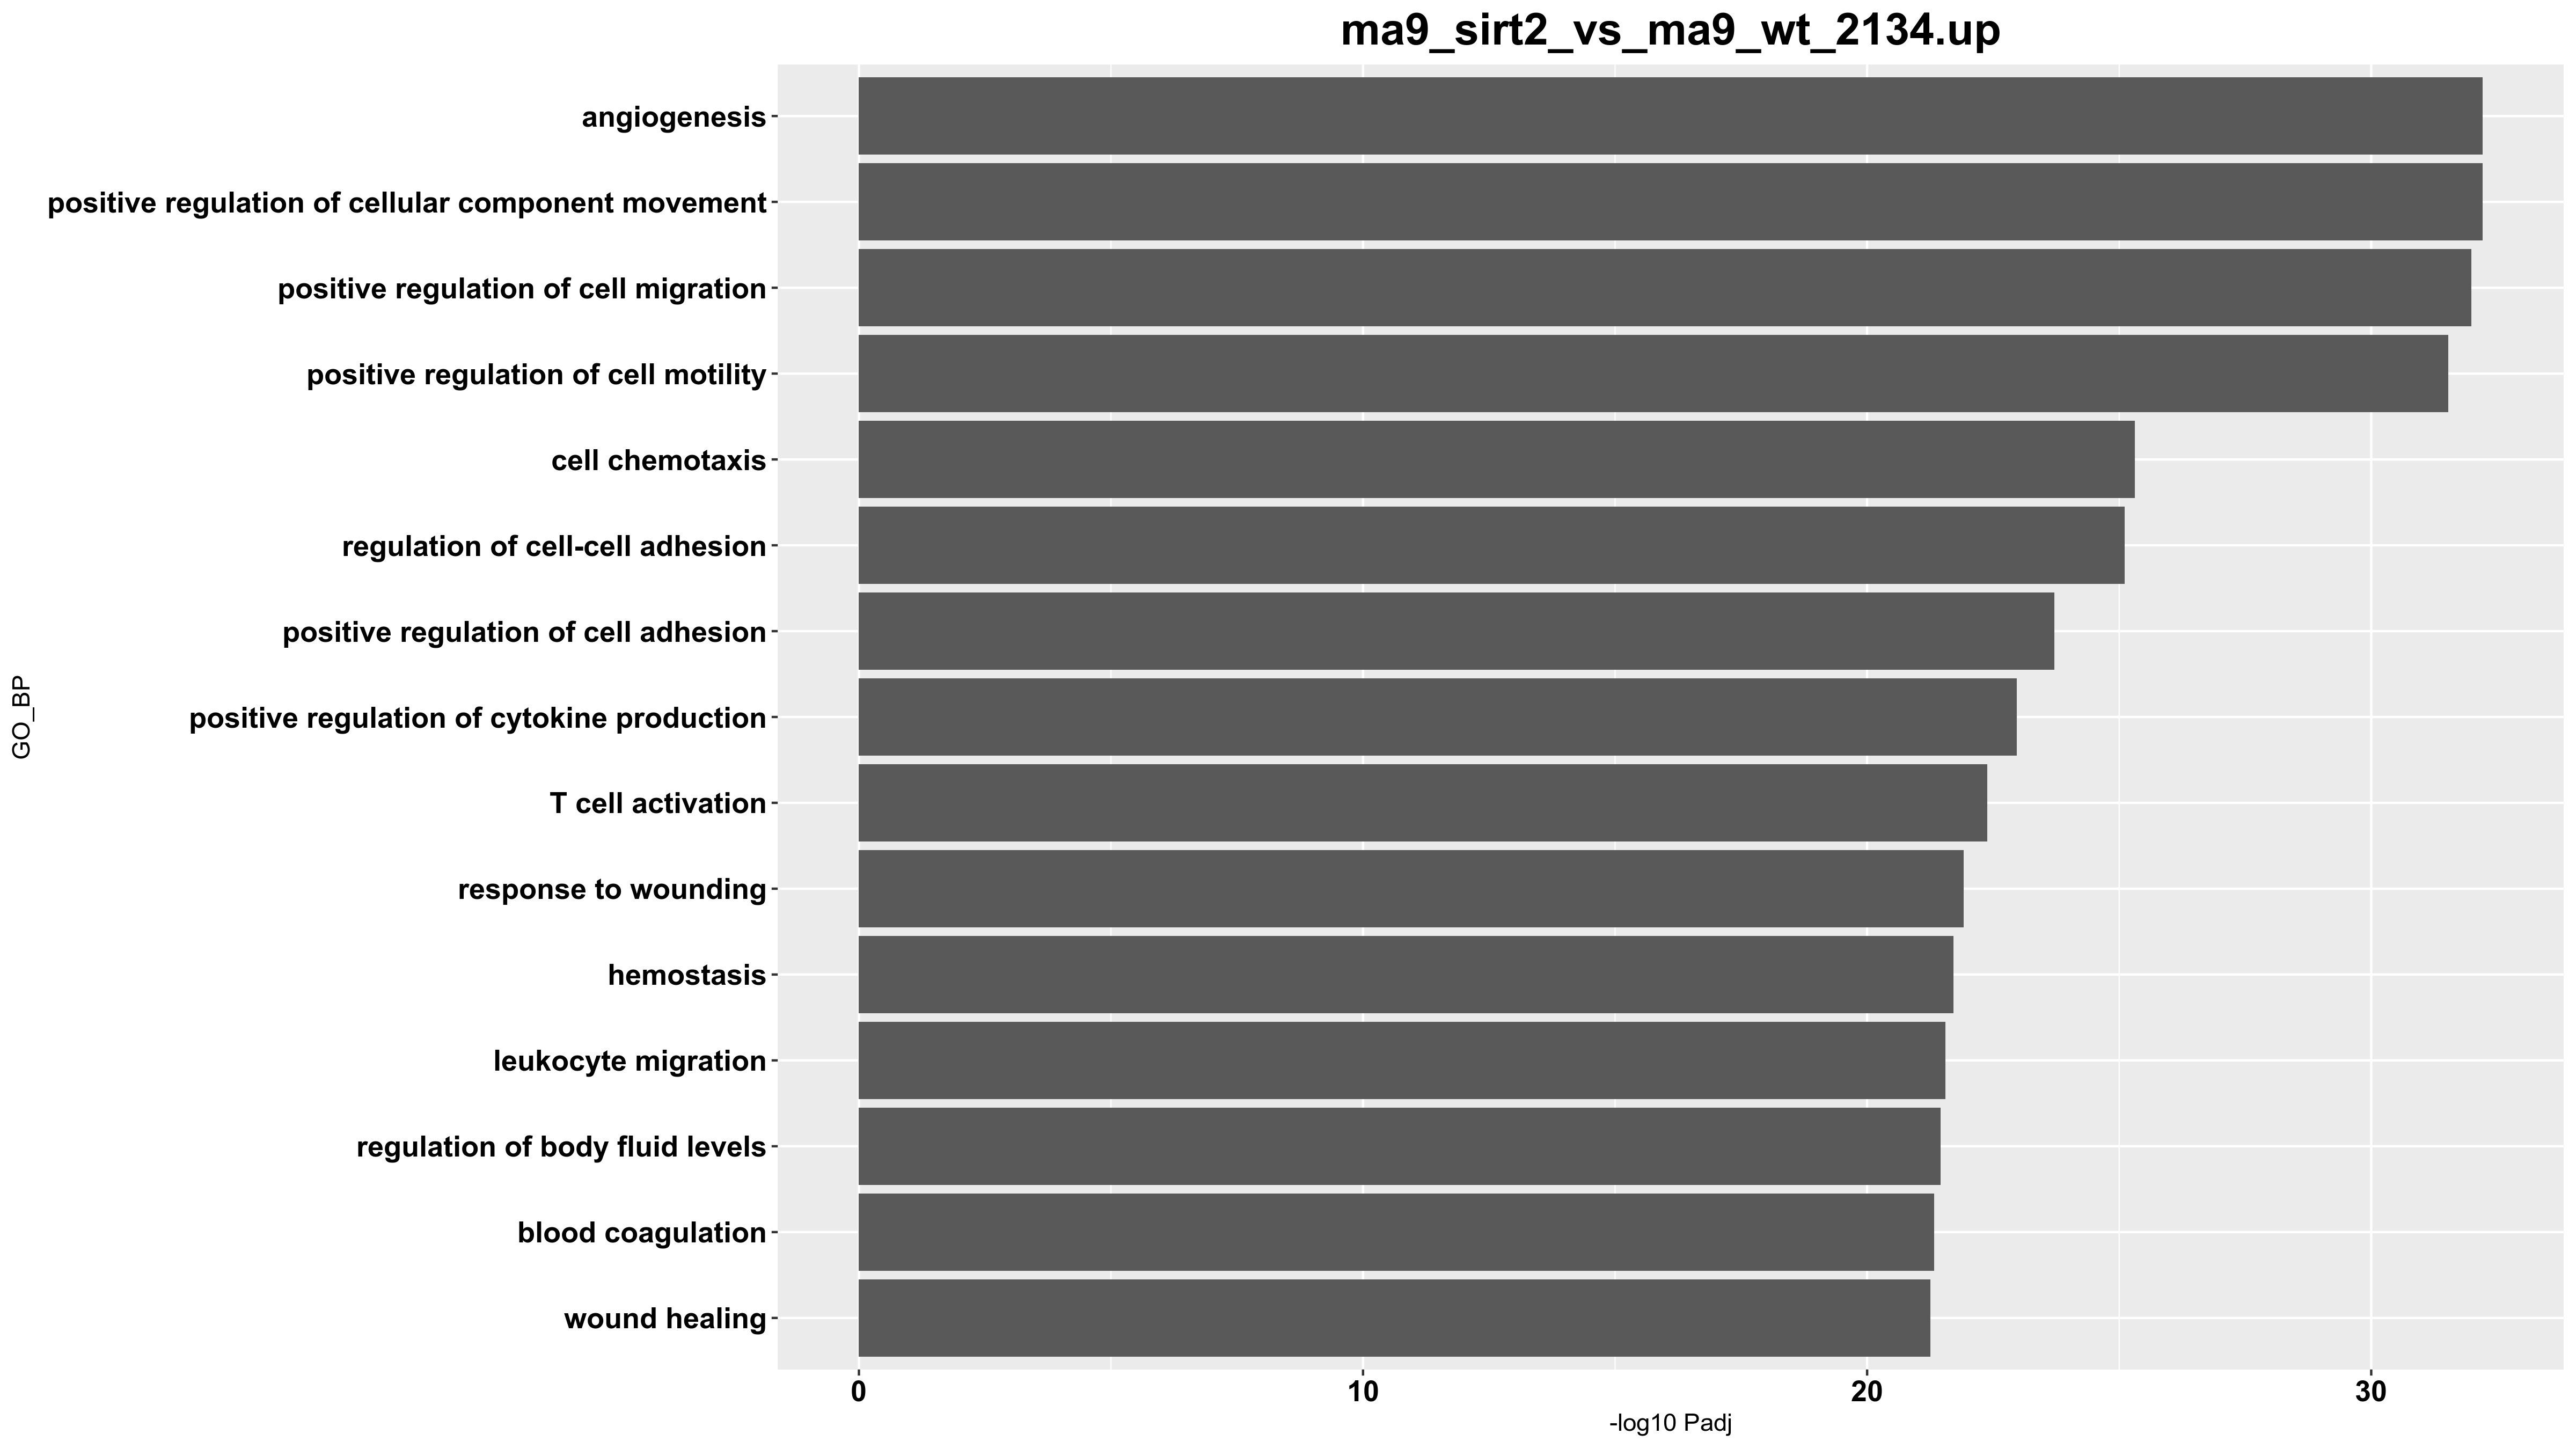 ma9_sirt2_vs_ma9_wt_2134.up
angiogenesis
positive regulation of cellular component movement
positive regulation of cell migration
positive regulation of cell motility
cell chemotaxis
regulation of cell-cell adhesion
positive regulation of cell adhesion
positive regulation of cytokine production
T cell activation
response to wounding
hemostasis
leukocyte migration
regulation of body fluid levels
blood coagulation
wound healing
GO_BP
0 10 20 30
-log10 Padj